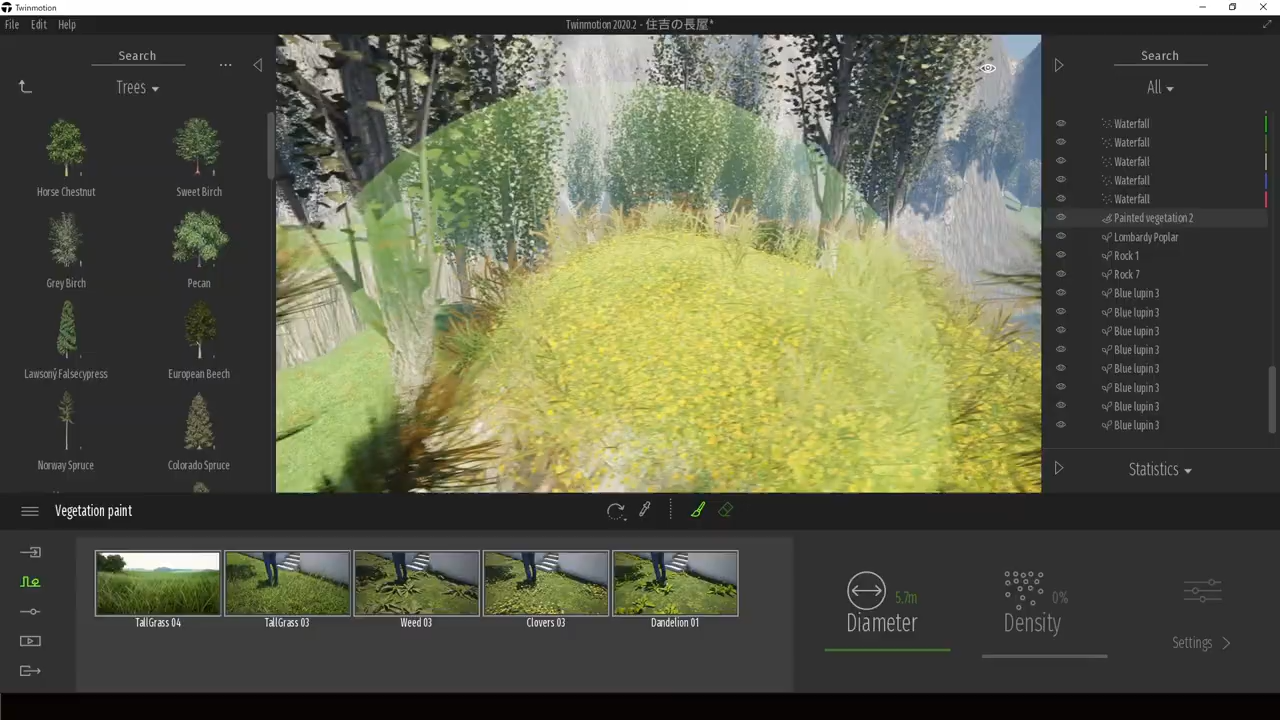 Twinmotion
File Edit Help
Twinmotion 2020.2 - 住吉の長屋*
Search
...
Trees
Horse Chestnut
Sweet Birch
Grey Birch
Pecan
Lawsony Falsecypress
European Beech
Norway Spruce
Colorado Spruce
Search
All
Waterfall
Waterfall
Waterfall
Waterfall
Waterfall
Painted vegetation 2
Lombardy Poplar
Rock 1
Rock 7
Blue lupin 3
Blue lupin 3
Blue lupin 3
Blue lupin 3
Blue lupin 3
Blue lupin 3
Blue lupin 3
Blue lupin 3
Statistics
Vegetation paint
TallGrass 04
TallGrass 03
Weed 03
Clovers 03
Dandelion 01
5.7m
Diameter
0%
Density
Settings